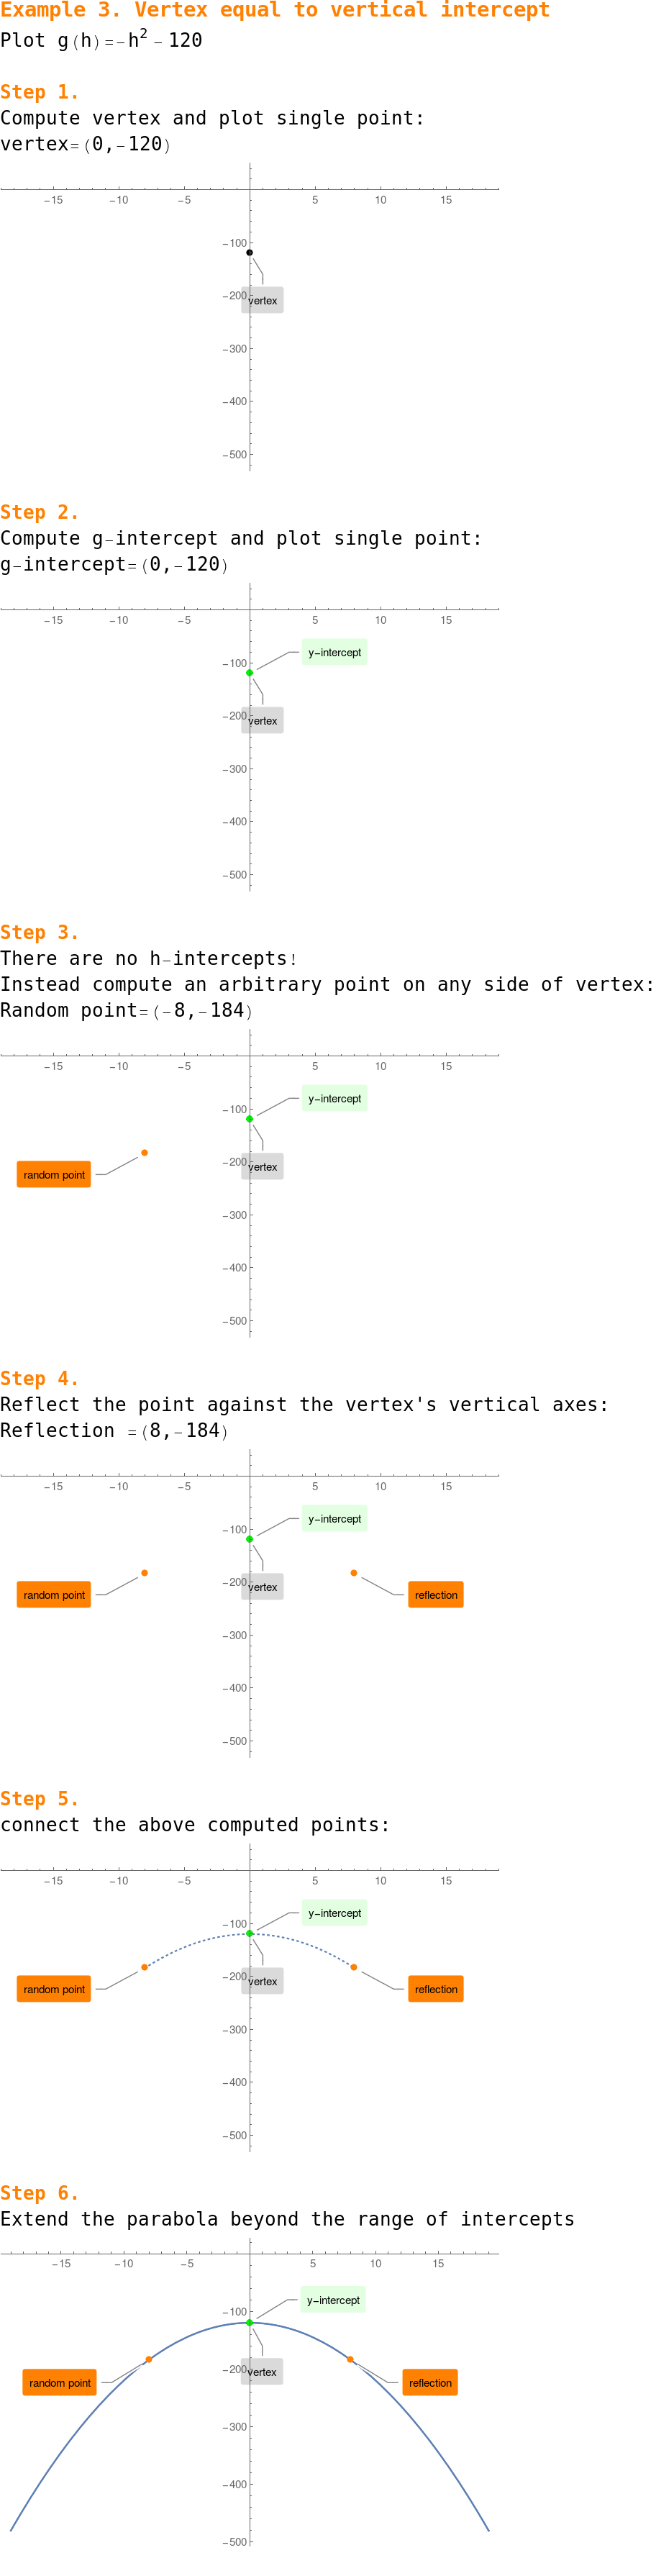 Example 3. Vertex equal to vertical intercept
Plot g(h)=-h² - 120
Step 1.
Compute vertex and plot single point:
vertex=(0,-120)
-15 -10 -5 5 10 15
-100
-200
vertex
-300
-400
-500
Step 2.
Compute g-intercept and plot single point:
g-intercept=(0,-120)
-15 -10 -5 5 10 15
y-intercept
-100
-200
vertex
-300
-400
-500
Step 3.
There are no h-intercepts!
Instead compute an arbitrary point on any side of vertex:
Random point=(-8,-184)
-15 -10 -5 5 10 15
y-intercept
-100
-200
vertex
random point
-300
-400
-500
Step 4.
Reflect the point against the vertex's vertical axes:
Reflection =(8,-184)
-15 -10 -5 5 10 15
y-intercept
-100
-200
vertex
random point
reflection
-300
-400
-500
Step 5.
connect the above computed points:
-15 -10 -5 5 10 15
y-intercept
-100
-200
vertex
random point
reflection
-300
-400
-500
Step 6.
Extend the parabola beyond the range of intercepts
-15 -10 -5 5 10 15
y-intercept
-100
-200
vertex
random point
reflection
-300
-400
-500